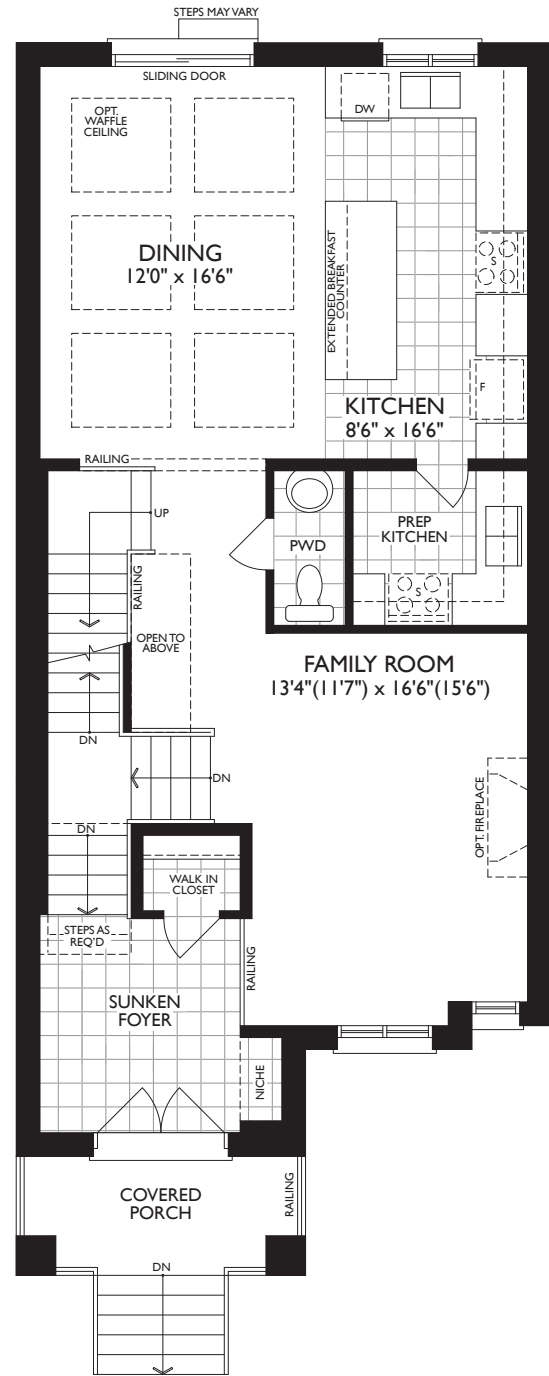 STEPS MAY VARY
SLIDING DOOR
OPT.
WAFFLE
CEILING
DW
DINING
12'0" x 16'6"
EXTENDED BREAKFAST
COUNTER
S
F
KITCHEN
8'6" x 16'6"
RAILING
UP
PWD
PREP
KITCHEN
S
RAILING
OPEN TO
ABOVE
FAMILY ROOM
13'4"(11'7") x 16'6"(15'6")
DN
DN
OPT. FIREPLACE
DN
WALK IN
CLOSET
STEPS AS
REQ'D
RAILING
SUNKEN
FOYER
NICHE
COVERED
PORCH
RAILING
DN